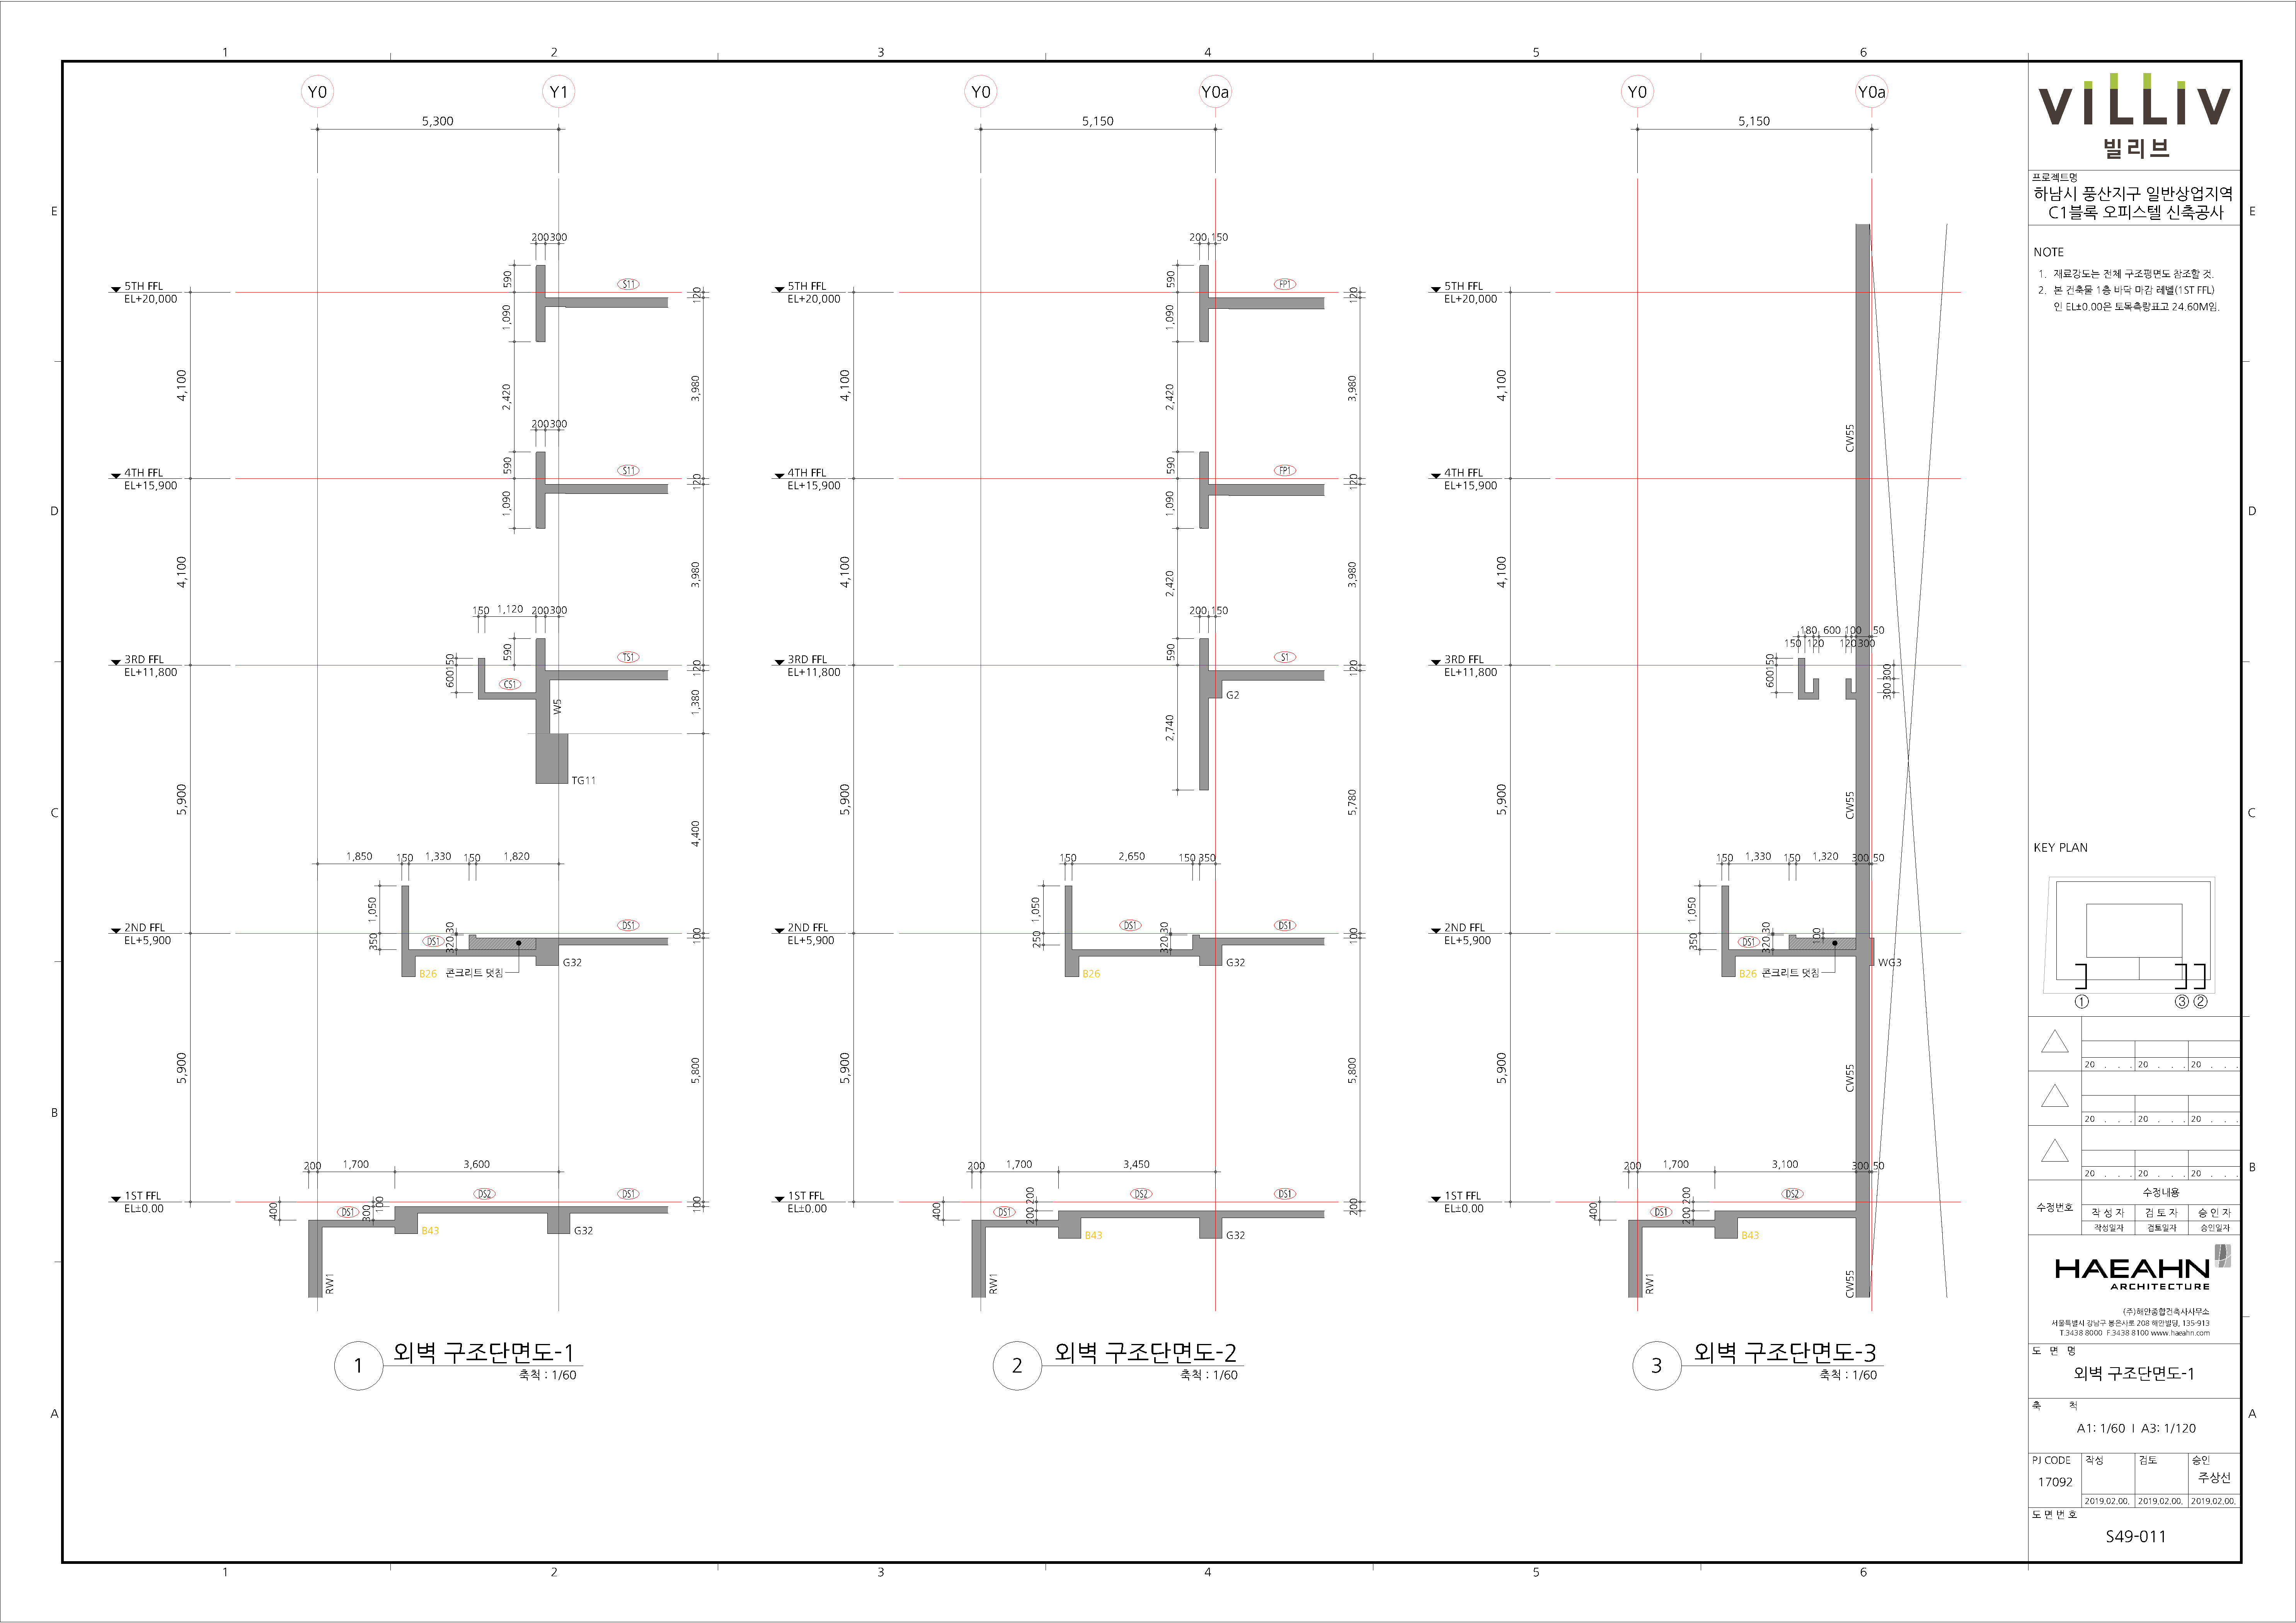 1 2 3 4 5 6
Y0 Y1
5,300
200 300
590
1,090
5TH FFL
EL+20,000
S11
120
4,100
2,420
3,980
200 300
590
1,090
4TH FFL
EL+15,900
S11
120
4,100
3,980
150 1,120 200 300
590
600 150
3RD FFL
EL+11,800
TS1
CS1
120
1,380
W5
TG11
5,900
4,400
1,850 150 1,330 150 1,820
1,050
350
2ND FFL
EL+5,900
DS1
320 30
DS1
100
B26 콘크리트 덧침
G32
5,900
5,800
200 1,700 3,600
1ST FFL
EL±0.00
400
DS1
300 100
DS2
DS1
100
B43
G32
RW1
1 외벽 구조단면도-1
축척 : 1/60
Y0 Y0a
5,150
200 150
590
1,090
5TH FFL
EL+20,000
FP1
120
4,100
2,420
3,980
590
1,090
4TH FFL
EL+15,900
FP1
120
4,100
2,420
3,980
200 150
590
3RD FFL
EL+11,800
S1
120
G2
2,740
5,900
5,780
150 2,650 150 350
1,050
250
2ND FFL
EL+5,900
DS1
320 30
DS1
100
B26
G32
5,900
5,800
200 1,700 3,450
1ST FFL
EL±0.00
400
DS1
200 200
DS2
DS1
200
B43
G32
RW1
2 외벽 구조단면도-2
축척 : 1/60
Y0 Y0a
5,150
5TH FFL
EL+20,000
4,100
CW55
4TH FFL
EL+15,900
4,100
180 600 100 50
150 120 120 300
600 150
300 300
3RD FFL
EL+11,800
5,900
CW55
150 1,330 150 1,320 300 50
1,050
350
2ND FFL
EL+5,900
DS1
320 30
100
B26 콘크리트 덧침
WG3
5,900
CW55
200 1,700 3,100 300 50
1ST FFL
EL±0.00
400
DS1
200 200
DS2
B43
RW1
CW55
3 외벽 구조단면도-3
축척 : 1/60
E D C B A
VILLIV
빌리브
프로젝트명
하남시 풍산지구 일반상업지역
C1블록 오피스텔 신축공사
NOTE
1. 재료강도는 전체 구조평면도 참조할 것.
2. 본 건축물 1층 바닥 마감 레벨(1ST FFL)
인 EL±0.00은 토목측량표고 24.60M임.
KEY PLAN
① ③ ②
20 . . . 20 . . . 20 . . .
20 . . . 20 . . . 20 . . .
20 . . . 20 . . . 20 . . .
수정번호
수정내용
작 성 자 검 토 자 승 인 자
작성일자 검토일자 승인일자
HAEAHN
ARCHITECTURE
(주)해안종합건축사사무소
서울특별시 강남구 봉은사로 208 해안빌딩, 135-913
T.3438 8000 F.3438 8100 www.haeahn.com
도 면 명
외벽 구조단면도-1
축 척
A1: 1/60 I A3: 1/120
PJ CODE 작성 검토 승인
17092 주상선
2019.02.00. 2019.02.00. 2019.02.00.
도 면 번 호
S49-011
E D C B A
1 2 3 4 5 6